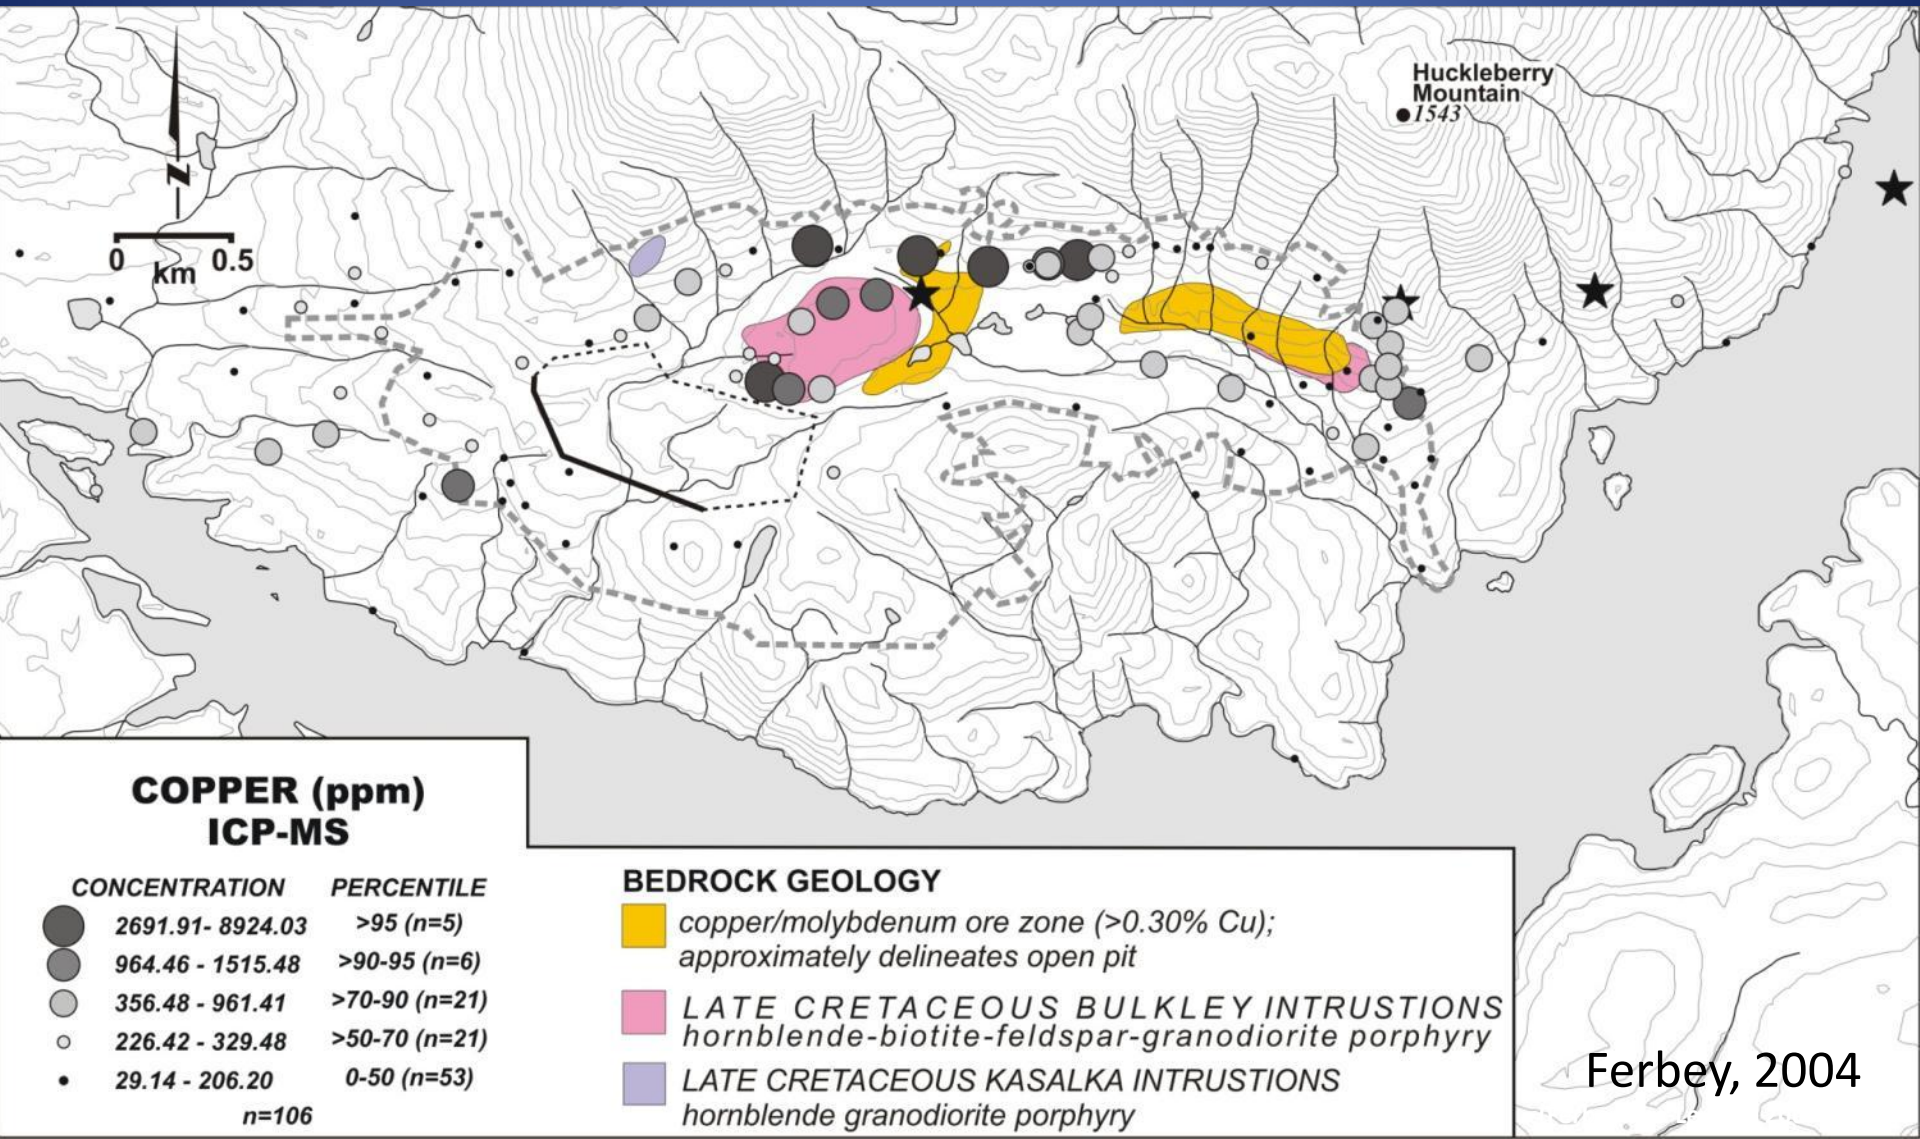 Huckleberry
Mountain
1543
N
0 km 0.5
COPPER (ppm)
ICP-MS
CONCENTRATION PERCENTILE
2691.91- 8924.03 >95 (n=5)
964.46 - 1515.48 >90-95 (n=6)
356.48 - 961.41 >70-90 (n=21)
226.42 - 329.48 >50-70 (n=21)
29.14 - 206.20 0-50 (n=53)
n=106
BEDROCK GEOLOGY
copper/molybdenum ore zone (>0.30% Cu);
approximately delineates open pit
LATE CRETACEOUS BULKLEY INTRUSTIONS
hornblende-biotite-feldspar-granodiorite porphyry
LATE CRETACEOUS KASALKA INTRUSTIONS
hornblende granodiorite porphyry
Ferbey, 2004